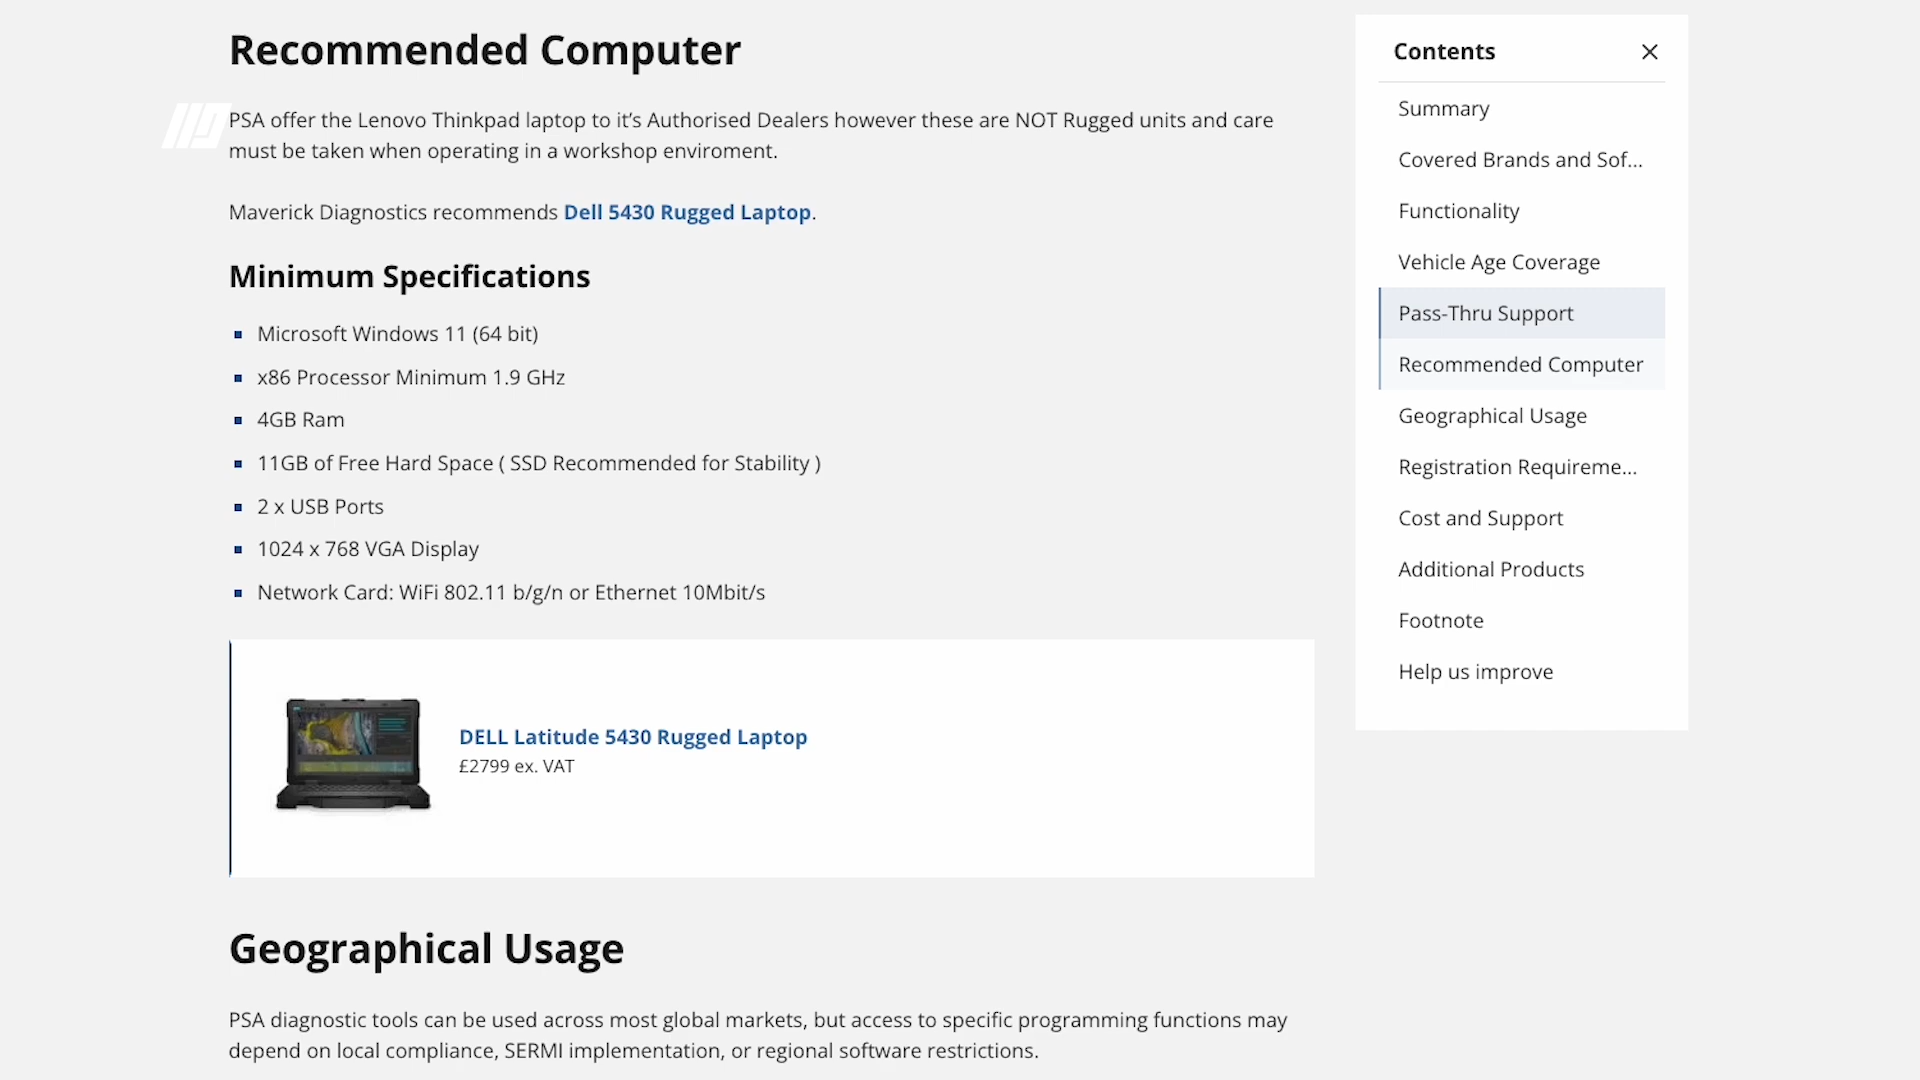 Recommended Computer
PSA offer the Lenovo Thinkpad laptop to it’s Authorised Dealers however these are NOT Rugged units and care
must be taken when operating in a workshop enviroment.
Maverick Diagnostics recommends Dell 5430 Rugged Laptop.
Minimum Specifications
Microsoft Windows 11 (64 bit)
x86 Processor Minimum 1.9 GHz
4GB Ram
11GB of Free Hard Space ( SSD Recommended for Stability )
2 x USB Ports
1024 x 768 VGA Display
Network Card: WiFi 802.11 b/g/n or Ethernet 10Mbit/s
DELL Latitude 5430 Rugged Laptop
£2799 ex. VAT
Geographical Usage
PSA diagnostic tools can be used across most global markets, but access to specific programming functions may
depend on local compliance, SERMI implementation, or regional software restrictions.
Contents
Summary
Covered Brands and Sof...
Functionality
Vehicle Age Coverage
Pass-Thru Support
Recommended Computer
Geographical Usage
Registration Requireme...
Cost and Support
Additional Products
Footnote
Help us improve